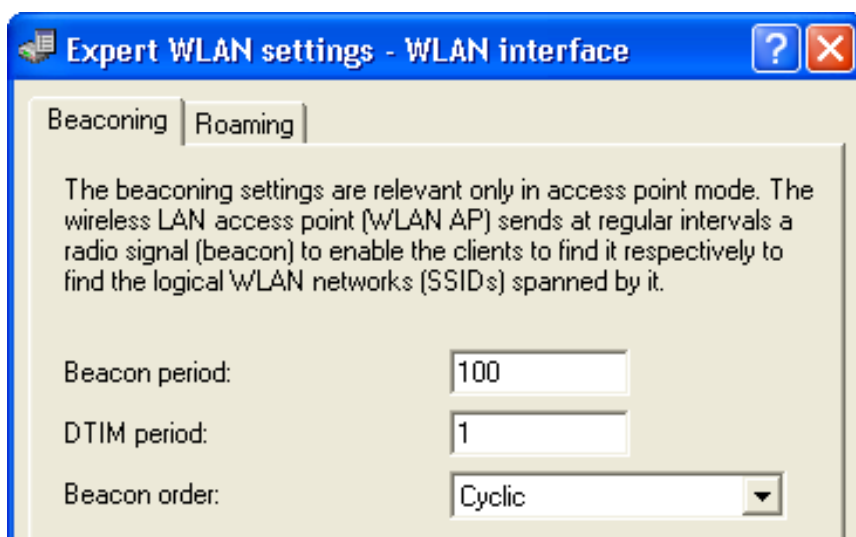 Expert WLAN settings - WLAN interface
Beaconing
Roaming
The beaconing settings are relevant only in access point mode. The
wireless LAN access point (WLAN AP) sends at regular intervals a
radio signal (beacon) to enable the clients to find it respectively to
find the logical WLAN networks (SSIDs) spanned by it.
Beacon period: 100
DTIM period: 1
Beacon order: Cyclic